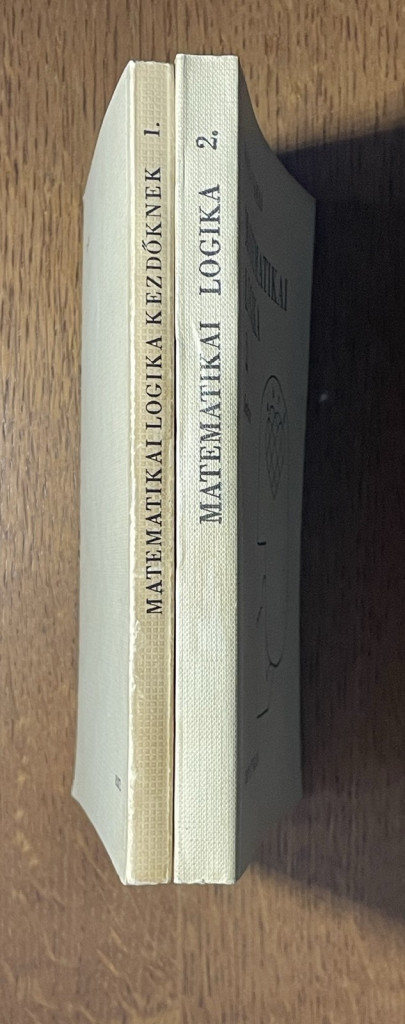 MATEMATIKAI LOGIKA KEZDŐKNEK 1.
MATEMATIKAI LOGIKA 2.